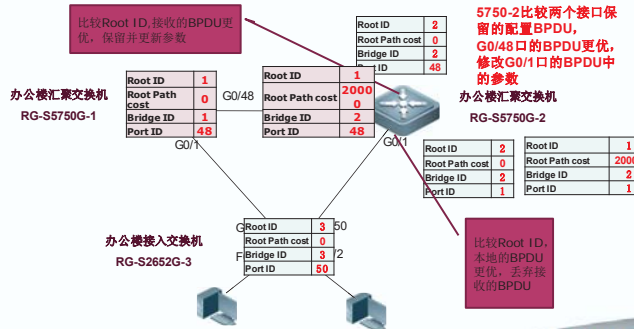 比较Root ID,接收的BPDU更
优，保留并更新参数
Root ID 2
Root Path cost 0
Bridge ID 2
ID 48
5750-2比较两个接口保
留的配置BPDU，
G0/48口的BPDU更优，
修改G0/1口的BPDU中
的参数
办公楼汇聚交换机
RG-S5750G-1
Root ID 1
Root Path
cost 0
Bridge ID 1
Port ID 48
G0/48
Root ID 1
Root Path cost 2000
0
Bridge ID 2
Port ID 48
办公楼汇聚交换机
RG-S5750G-2
G0/1
G0/1
Root ID 2
Root Path cost 0
Bridge ID 2
Port ID 1
Root ID 1
Root Path cost 2000
Bridge ID 2
Port ID 1
办公楼接入交换机
RG-S2652G-3
G
F
Root ID 3
Root Path cost 0
Bridge ID 3
Port ID 50
50
/2
比较Root ID，
本地的BPDU
更优，丢弃接
收的BPDU